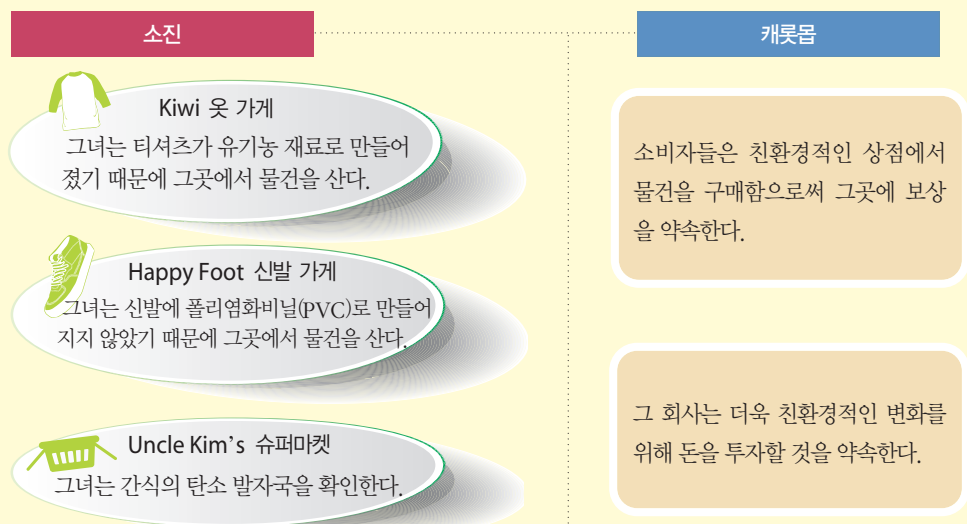 소진
Kiwi 옷 가게
그녀는 티셔츠가 유기농 재료로 만들어
졌기 때문에 그곳에서 물건을 산다.
Happy Foot 신발 가게
그녀는 신발에 폴리염화비닐(PVC)로 만들어
지지 않았기 때문에 그곳에서 물건을 산다.
Uncle Kim's 슈퍼마켓
그녀는 간식의 탄소 발자국을 확인한다.
캐롯몹
소비자들은 친환경적인 상점에서
물건을 구매함으로써 그곳에 보상
을 약속한다.
그 회사는 더욱 친환경적인 변화를
위해 돈을 투자할 것을 약속한다.